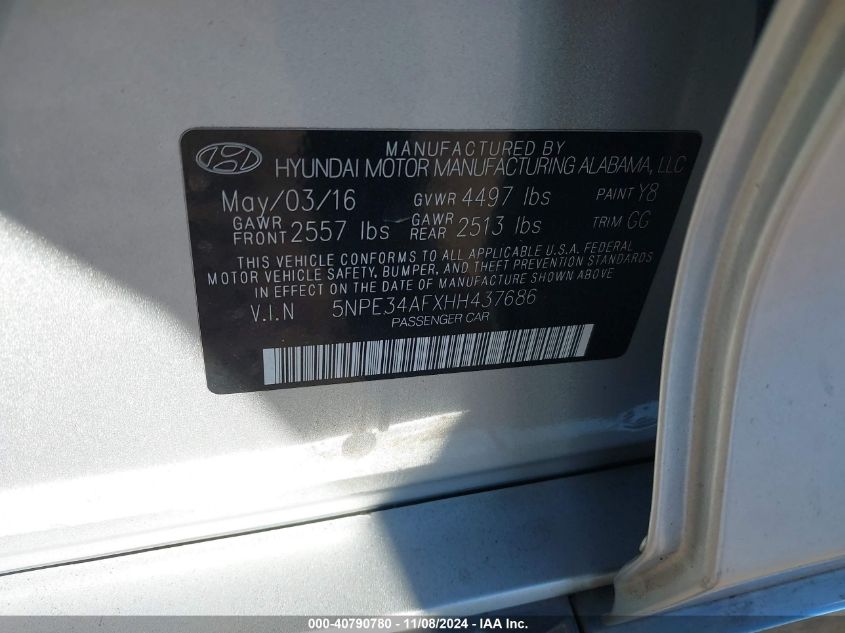 MANUFACTURED BY
HYUNDAI MOTOR MANUFACTURING ALABAMA, LLC
May/03/16 GVWR 4497 lbs PAINT Y8
GAWR FRONT 2557 lbs GAWR REAR 2513 lbs TRIM GG
THIS VEHICLE CONFORMS TO ALL APPLICABLE U.S.A. FEDERAL
MOTOR VEHICLE SAFETY, BUMPER, AND THEFT PREVENTION STANDARDS
IN EFFECT ON THE DATE OF MANUFACTURE SHOWN ABOVE
V.I.N 5NPE34AFXHH437686
PASSENGER CAR
000-40790780 - 11/08/2024 - IAA Inc.